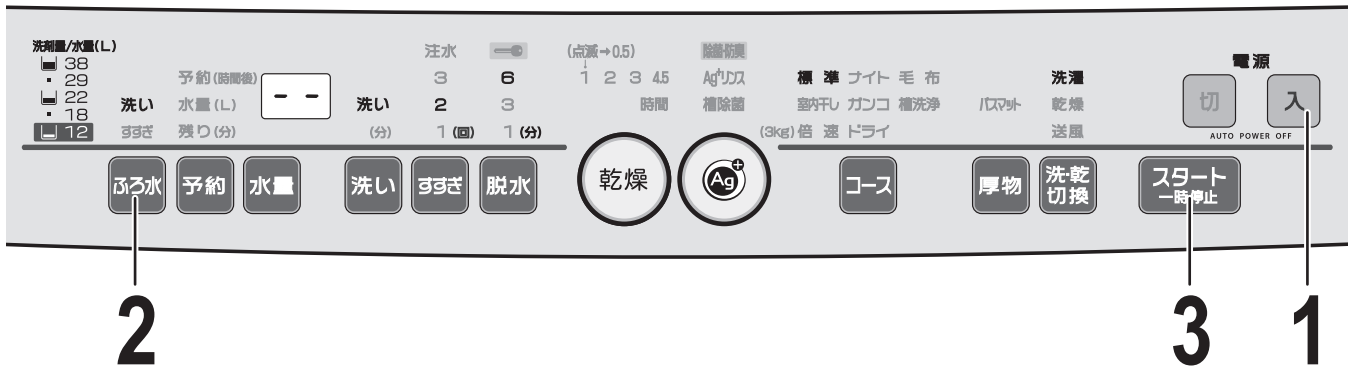 洗剤量/水量(L)
38
29
22
18
12
洗い
すすぎ
予約(時間後)
水量(L)
残り(分)
--
洗い
(分)
注水
3
2
1(回)
6
3
1(分)
(点滅→0.5)
1 2 3 4.5
時間
除菌・防臭
Ag⁺リンス
槽除菌
標準 ナイト 毛布
室内干し ガンコ 槽洗浄
(3kg)倍速 ドライ
バスマット
洗濯
乾燥
送風
電源
切
入
AUTO POWER OFF
ふろ水
予約
水量
洗い
すすぎ
脱水
乾燥
Ag+
コース
厚物
洗・乾
切換
スタート
一時停止
2
3
1